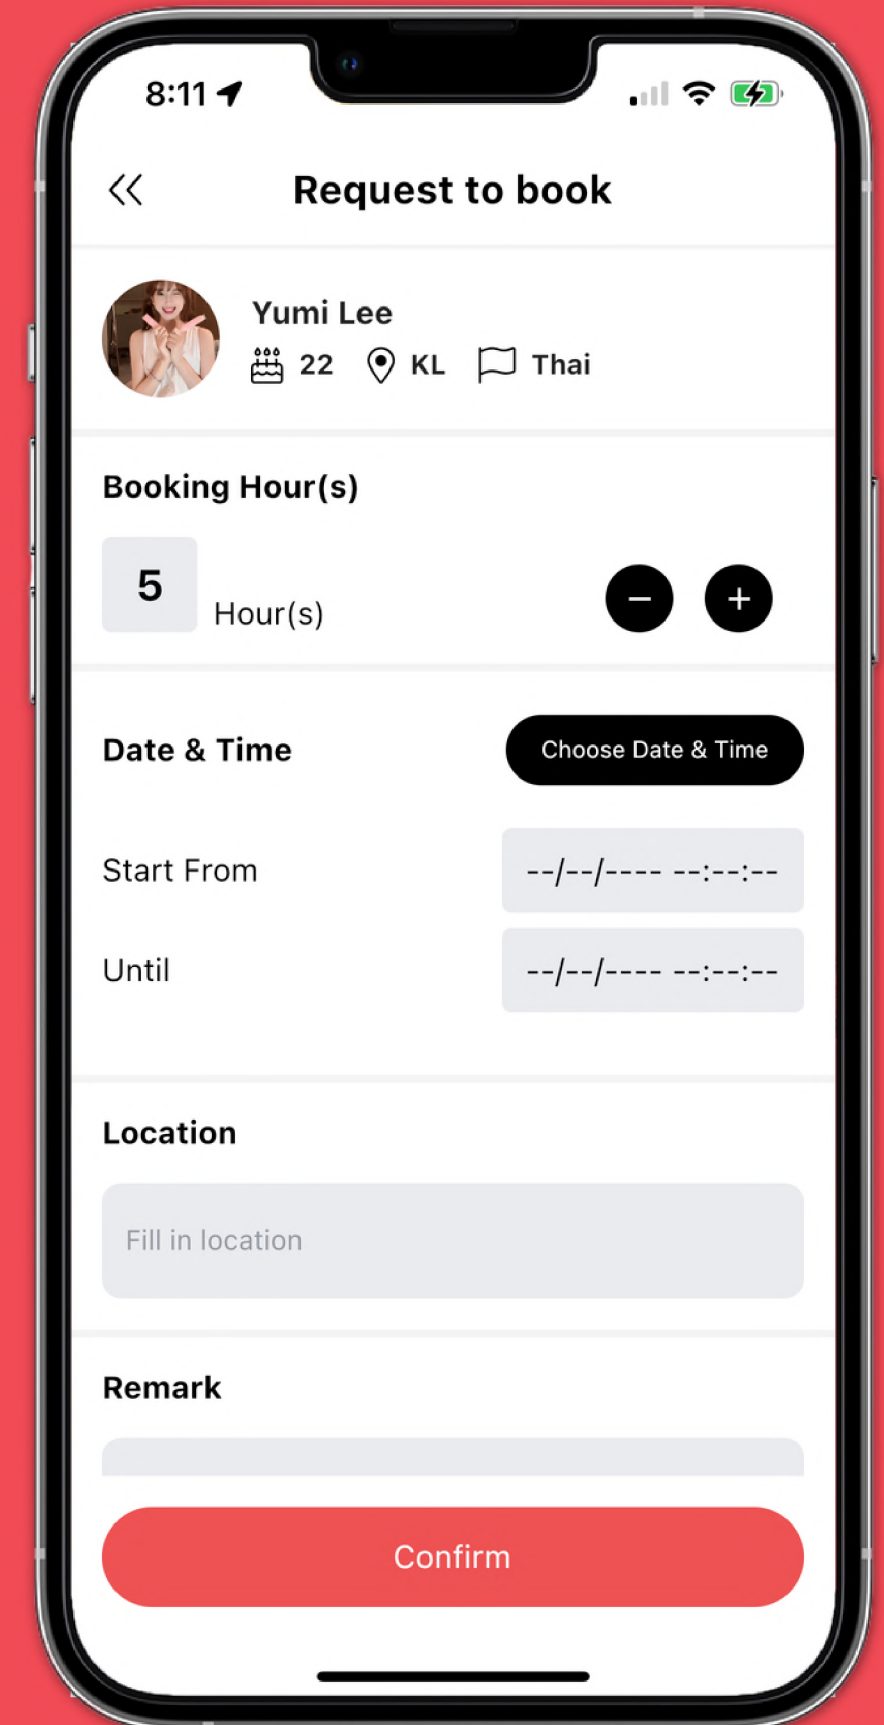 8:11
Request to book
Yumi Lee
22 KL Thai
Booking Hour(s)
5 Hour(s)
Date & Time Choose Date & Time
Start From --/--/---- --:--:--
Until --/--/---- --:--:--
Location
Fill in location
Remark
Confirm